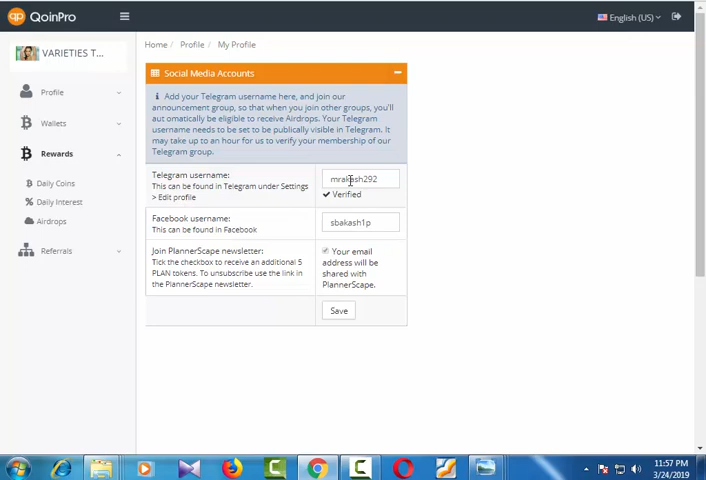 QoinPro
English (US)
VARIETIES T...
Home / Profile / My Profile
Profile
Wallets
Rewards
Daily Coins
Daily Interest
Airdrops
Referrals
Social Media Accounts
Add your Telegram username here, and join our
announcement group, so that when you join other groups, you'll
aut omatically be eligible to receive Airdrops. Your Telegram
username needs to be set to be publically visible in Telegram. It
may take up to an hour for us to verify your membership of our
Telegram group.
Telegram username:
This can be found in Telegram under Settings
> Edit profile
mrakash292
Verified
Facebook username:
This can be found in Facebook
sbakash1p
Join PlannerScape newsletter:
Tick the checkbox to receive an additional 5
PLAN tokens. To unsubscribe use the link in
the PlannerScape newsletter.
Your email
address will be
shared with
PlannerScape.
Save
11:57 PM
3/24/2019